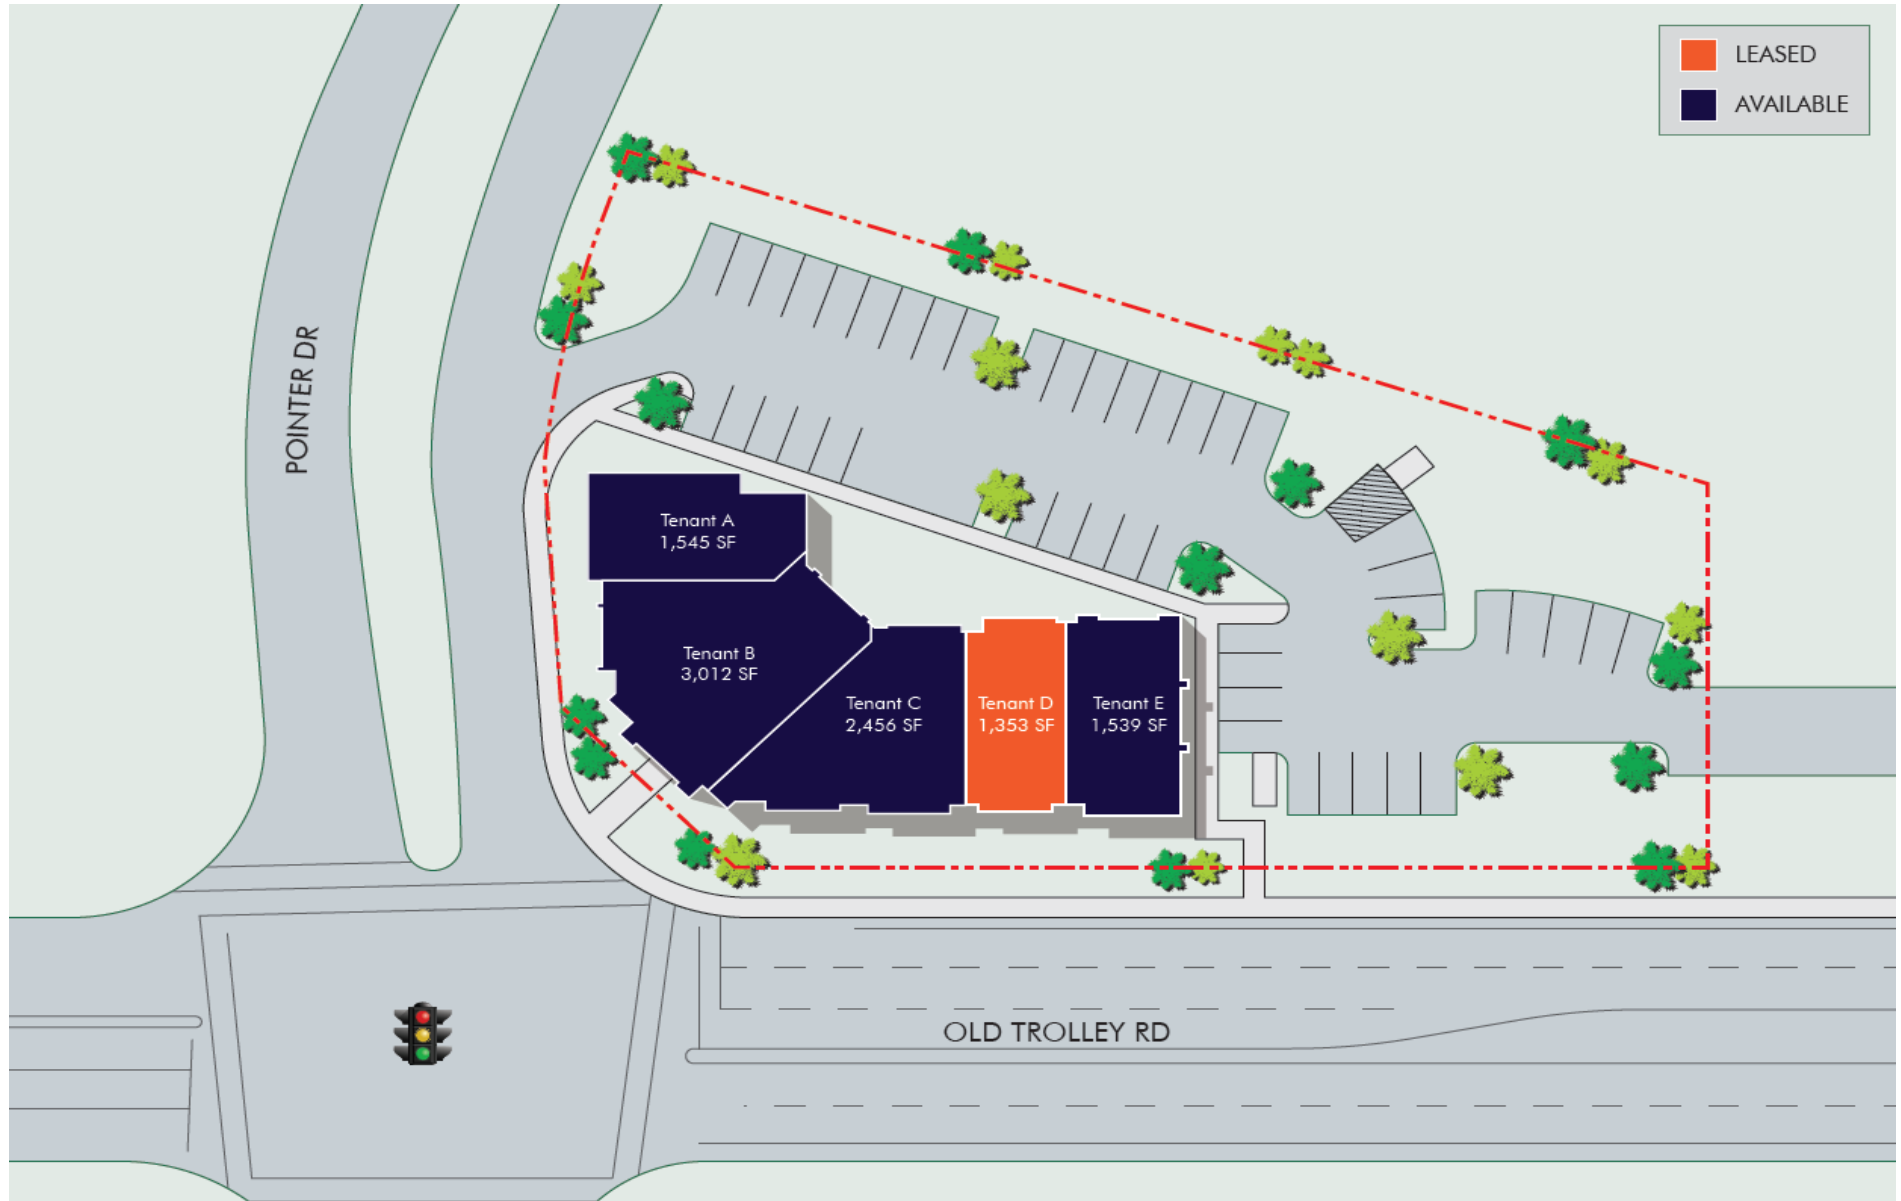 LEASED
AVAILABLE
POINTER DR
Tenant A
1,545 SF
Tenant B
3,012 SF
Tenant C
2,456 SF
Tenant D
1,353 SF
Tenant E
1,539 SF
OLD TROLLEY RD